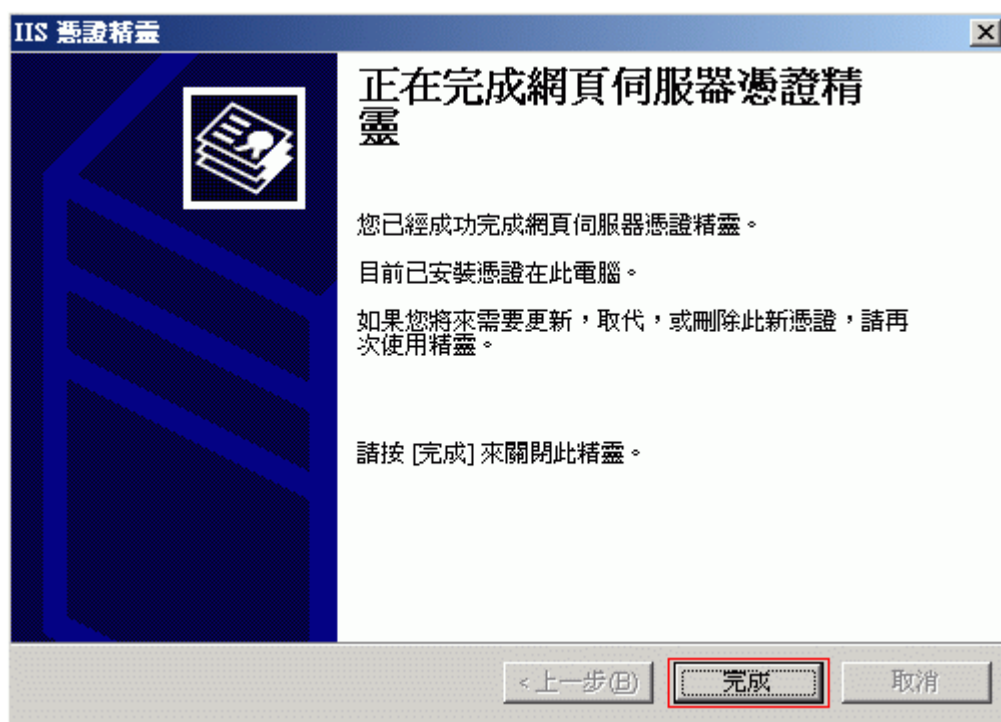 IIS 憑證精靈
正在完成網頁伺服器憑證精
靈
您已經成功完成網頁伺服器憑證精靈。
目前已安裝憑證在此電腦。
如果您將來需要更新，取代，或刪除此新憑證，請再
次使用精靈。
請按 [完成] 來關閉此精靈。
<上一步(B)
完成
取消